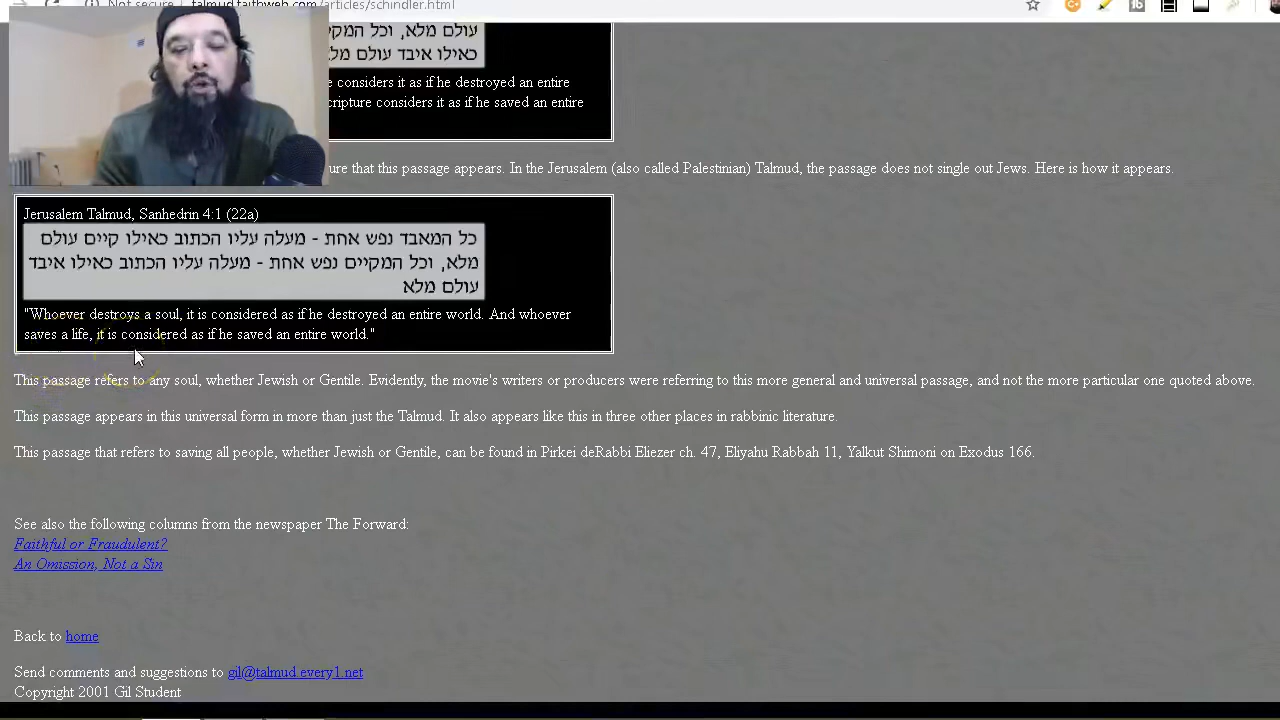 Not secure | talmud.faithweb.com/articles/schindler.html
עולם מלא, וכל המקיי
כאילו איבד עולם מל
e considers it as if he destroyed an entire
cripture considers it as if he saved an entire
ure that this passage appears. In the Jerusalem (also called Palestinian) Talmud, the passage does not single out Jews. Here is how it appears.
Jerusalem Talmud, Sanhedrin 4:1 (22a)
כל המאבד נפש אחת - מעלה עליו הכתוב כאילו קיים עולם
מלא, וכל המקיים נפש אחת - מעלה עליו הכתוב כאילו איבד
עולם מלא
"Whoever destroys a soul, it is considered as if he destroyed an entire world. And whoever
saves a life, it is considered as if he saved an entire world."
This passage refers to any soul, whether Jewish or Gentile. Evidently, the movie's writers or producers were referring to this more general and universal passage, and not the more particular one quoted above.
This passage appears in this universal form in more than just the Talmud. It also appears like this in three other places in rabbinic literature.
This passage that refers to saving all people, whether Jewish or Gentile, can be found in Pirkei deRabbi Eliezer ch. 47, Eliyahu Rabbah 11, Yalkut Shimoni on Exodus 166.
See also the following columns from the newspaper The Forward:
Faithful or Fraudulent?
An Omission, Not a Sin
Back to home
Send comments and suggestions to gil@talmud.every1.net
Copyright 2001 Gil Student